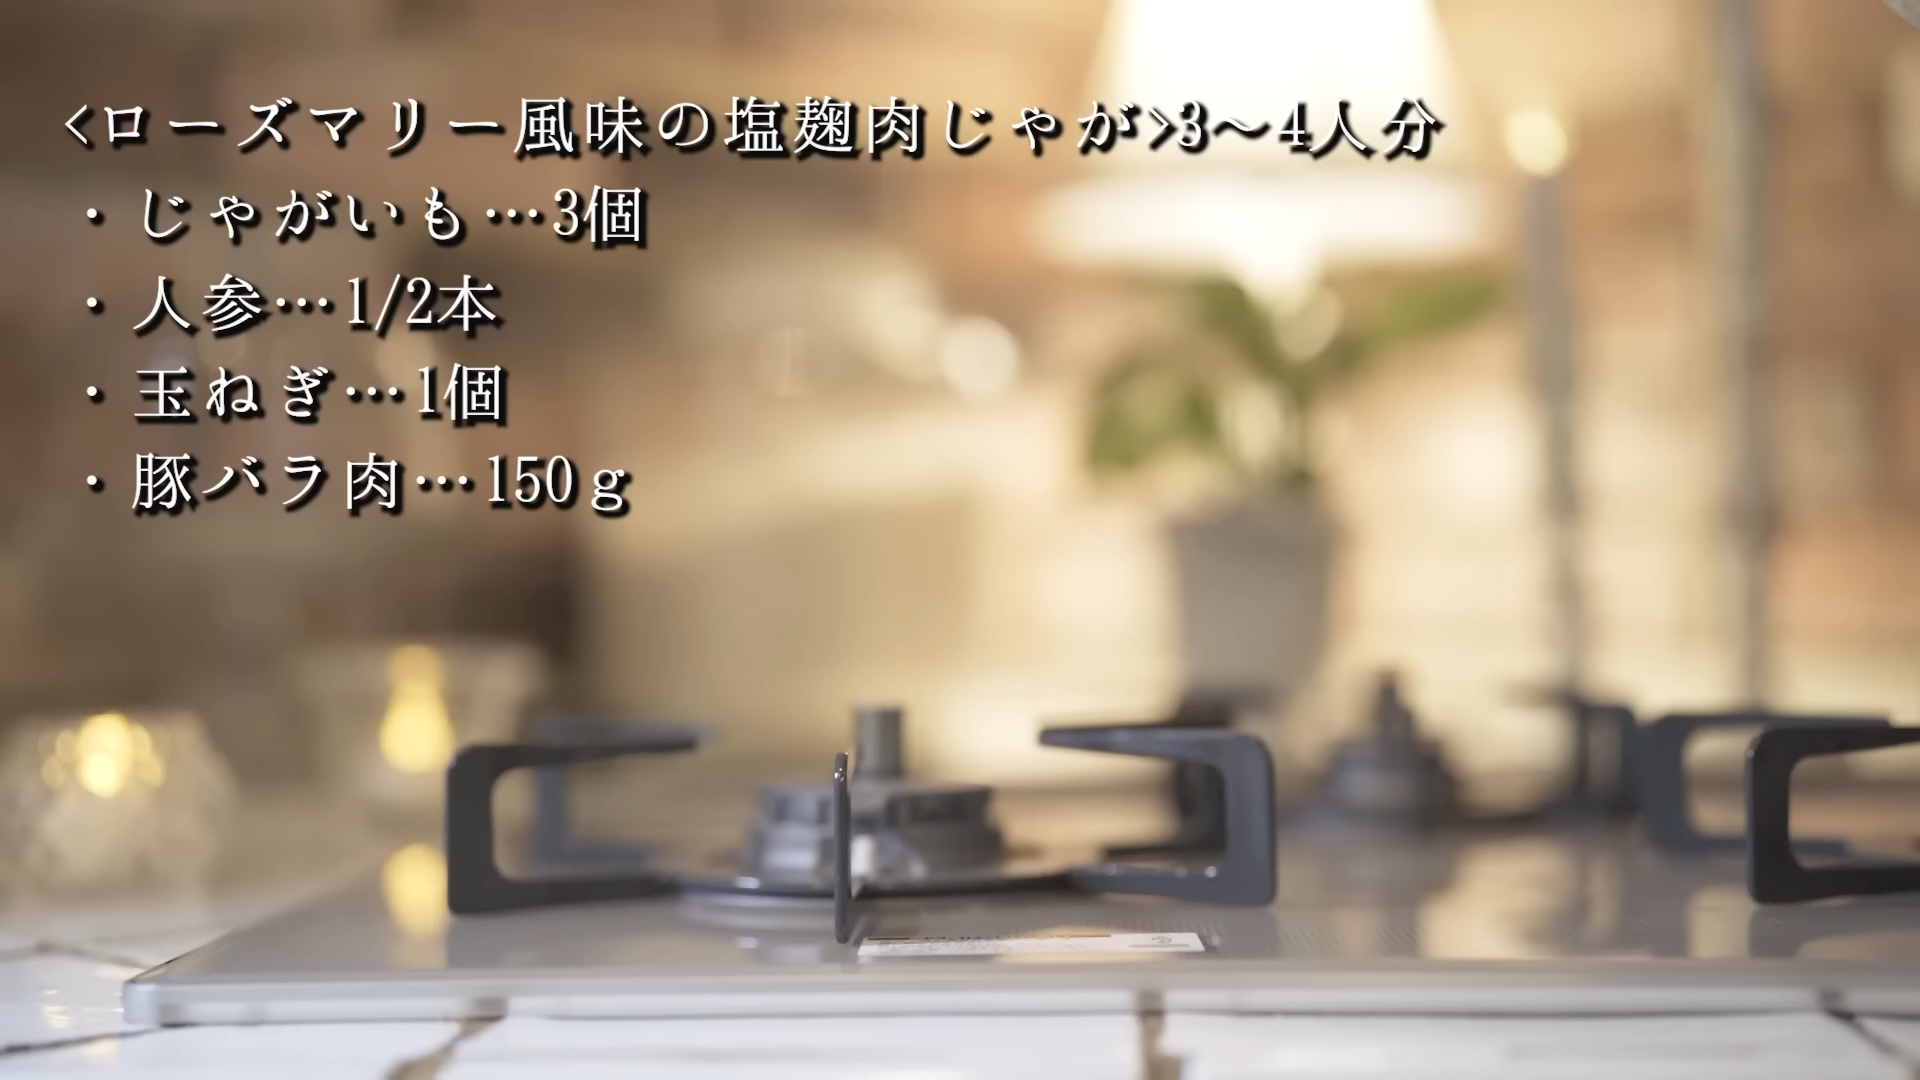 <ローズマリー風味の塩麹肉じゃが>3～4人分
・じゃがいも…3個
・人参…1/2本
・玉ねぎ…1個
・豚バラ肉…150ｇ